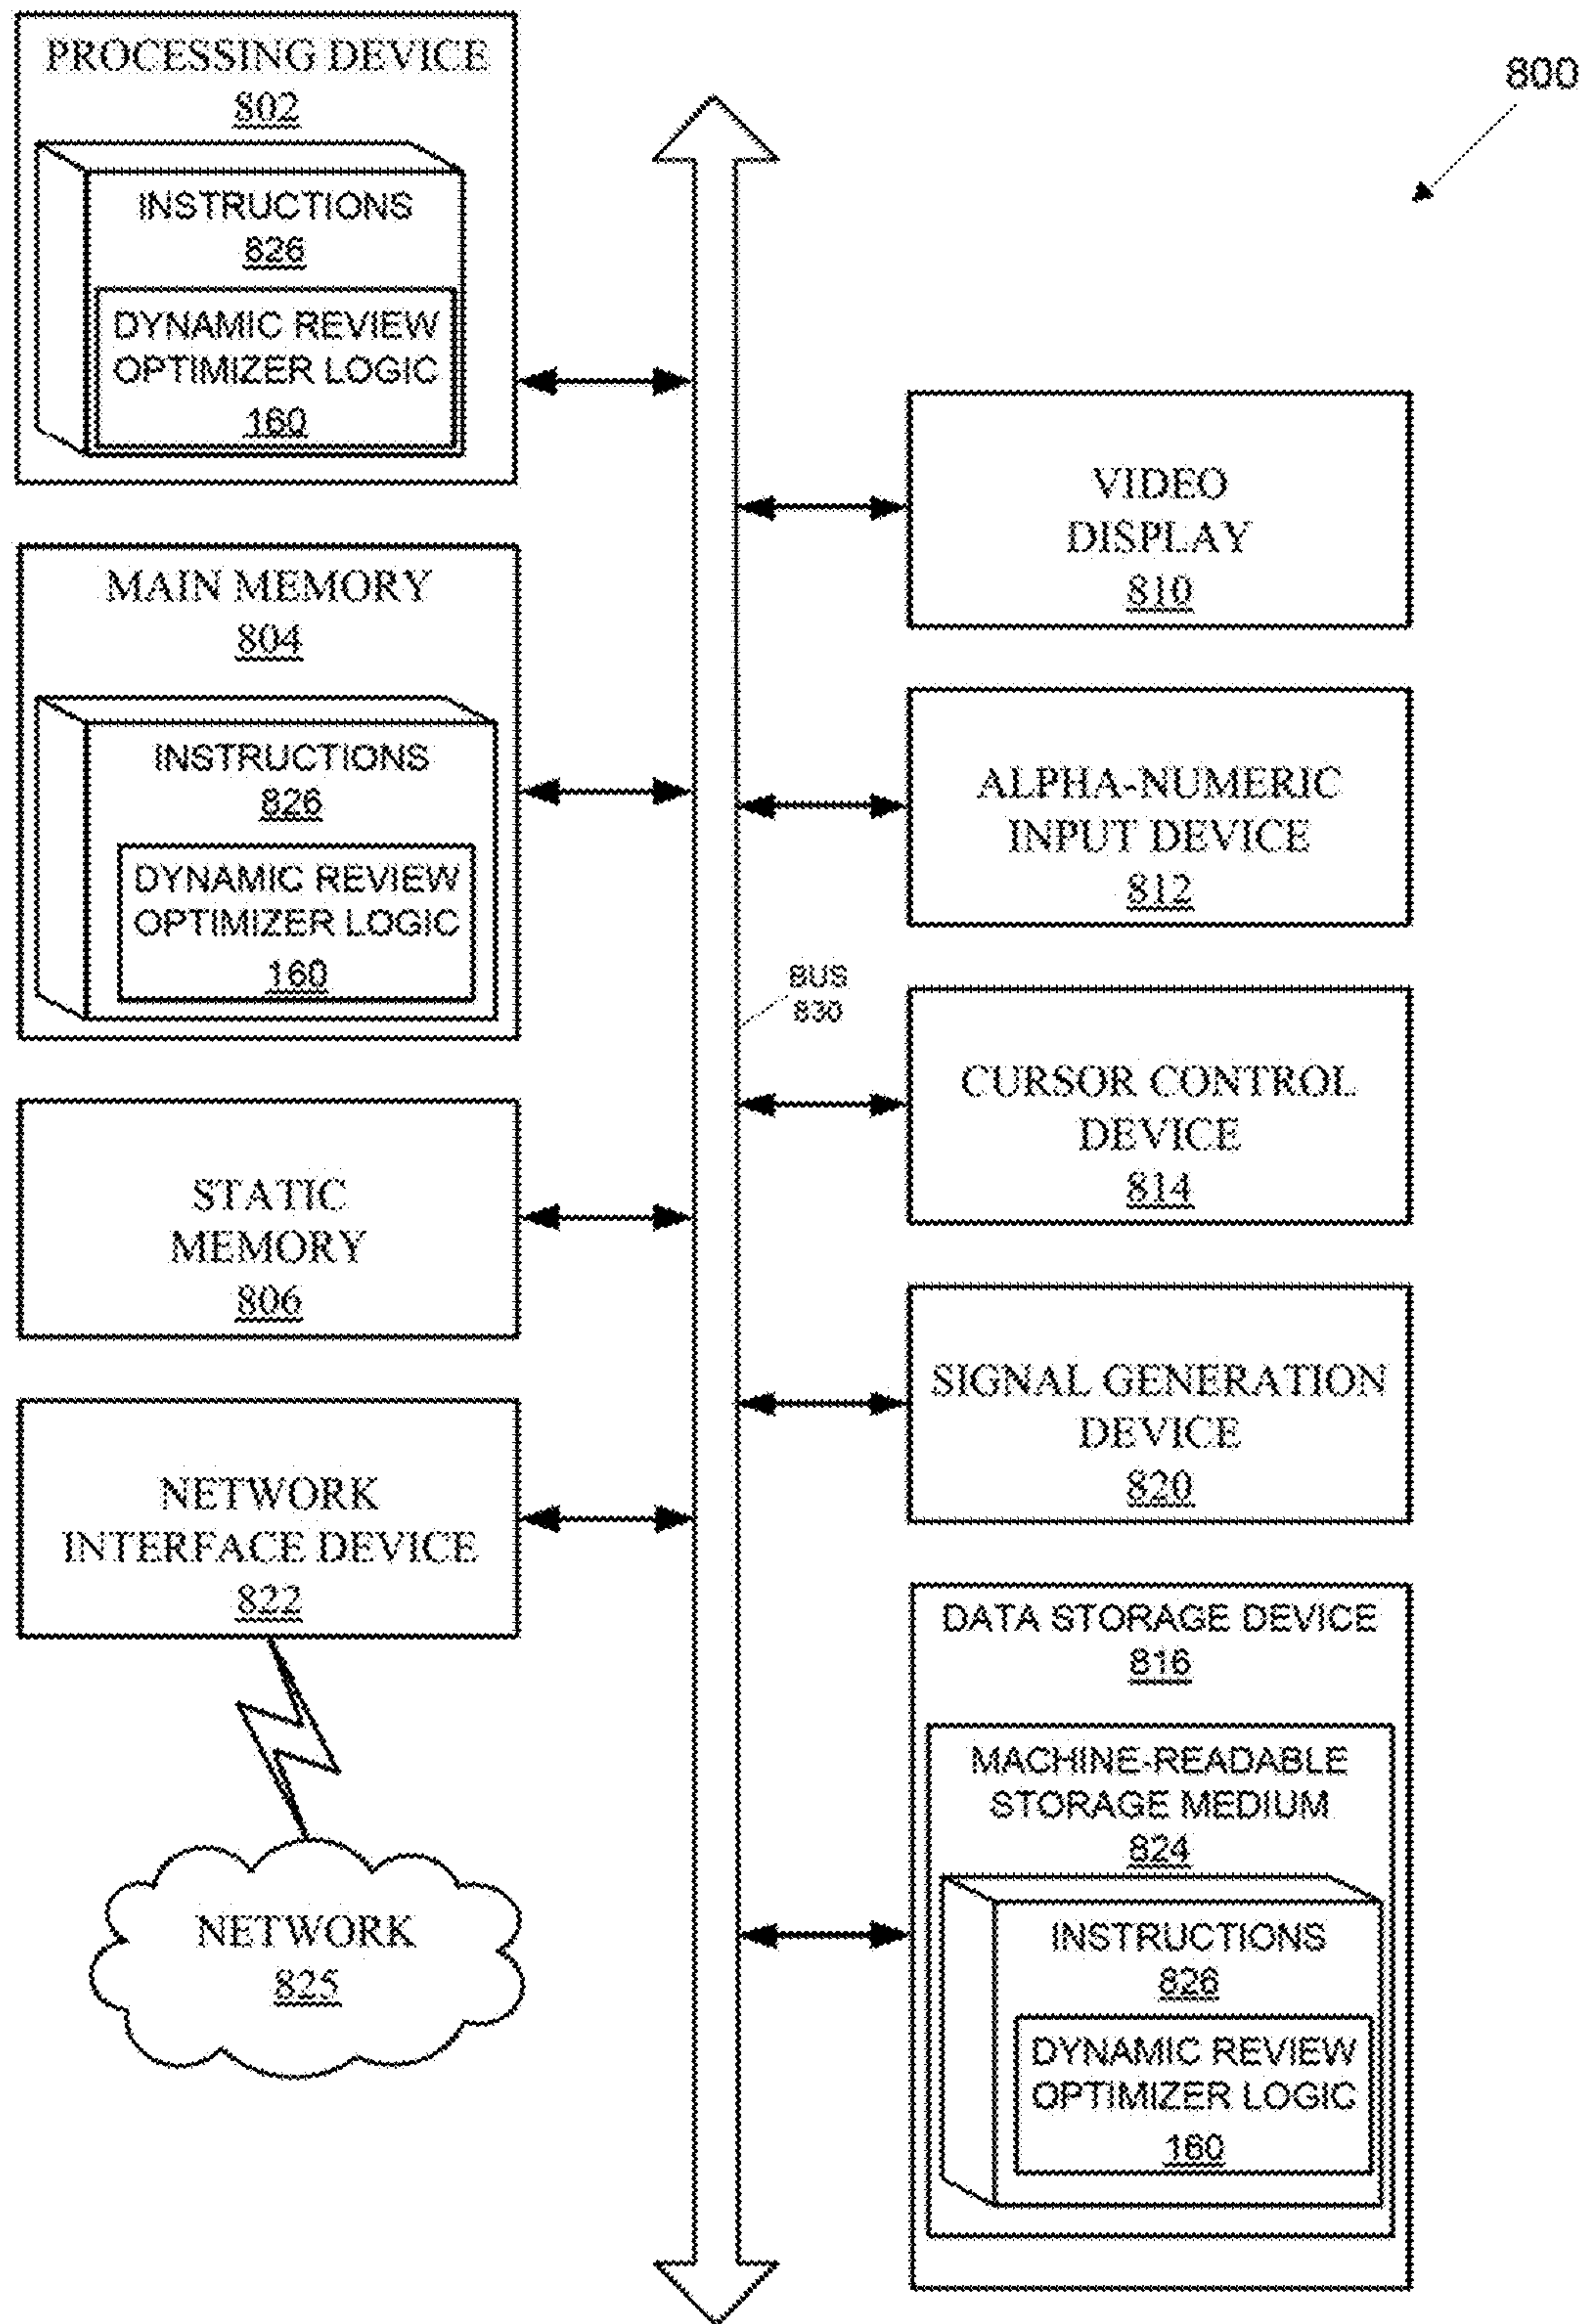 800
PROCESSING DEVICE
802
INSTRUCTIONS
826
DYNAMIC REVIEW
OPTIMIZER LOGIC
160
MAIN MEMORY
804
INSTRUCTIONS
826
DYNAMIC REVIEW
OPTIMIZER LOGIC
160
STATIC
MEMORY
806
NETWORK
INTERFACE DEVICE
822
NETWORK
825
BUS
830
VIDEO
DISPLAY
810
ALPHA-NUMERIC
INPUT DEVICE
812
CURSOR CONTROL
DEVICE
814
SIGNAL GENERATION
DEVICE
820
DATA STORAGE DEVICE
816
MACHINE-READABLE
STORAGE MEDIUM
824
INSTRUCTIONS
826
DYNAMIC REVIEW
OPTIMIZER LOGIC
160